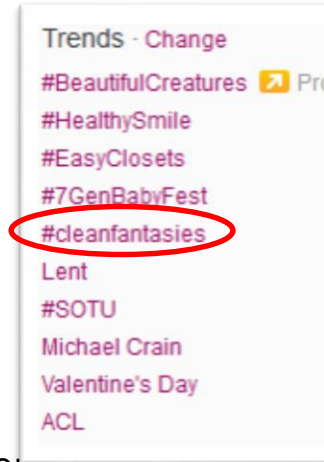 Trends · Change
#BeautifulCreatures
#HealthySmile
#EasyClosets
#7GenBabyFest
#cleanfantasies
Lent
#SOTU
Michael Crain
Valentine's Day
ACL